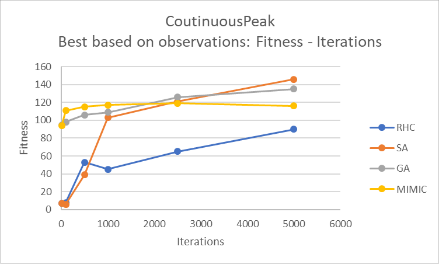 CoutinuousPeak
Best based on observations: Fitness - Iterations
160
140
120
100
80
60
40
20
0
Fitness
0 1000 2000 3000 4000 5000 6000
Iterations
RHC
SA
GA
MIMIC